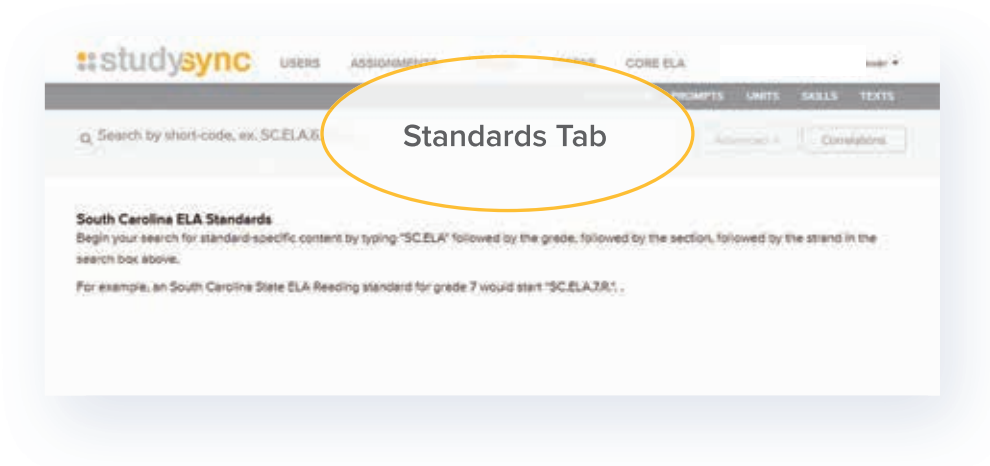 studysync USERS ASSIGNMENTS CORE ELA
PROMPTS UNITS SKILLS TEXTS
Search by short-code, ex. SC.ELA.6.
Standards Tab
Advanced Correlations
South Carolina ELA Standards
Begin your search for standard-specific content by typing "SC.ELA" followed by the grade, followed by the section, followed by the strand in the
search box above.
For example, an South Carolina State ELA Reading standard for grade 7 would start "SC.ELA.7.R.". .